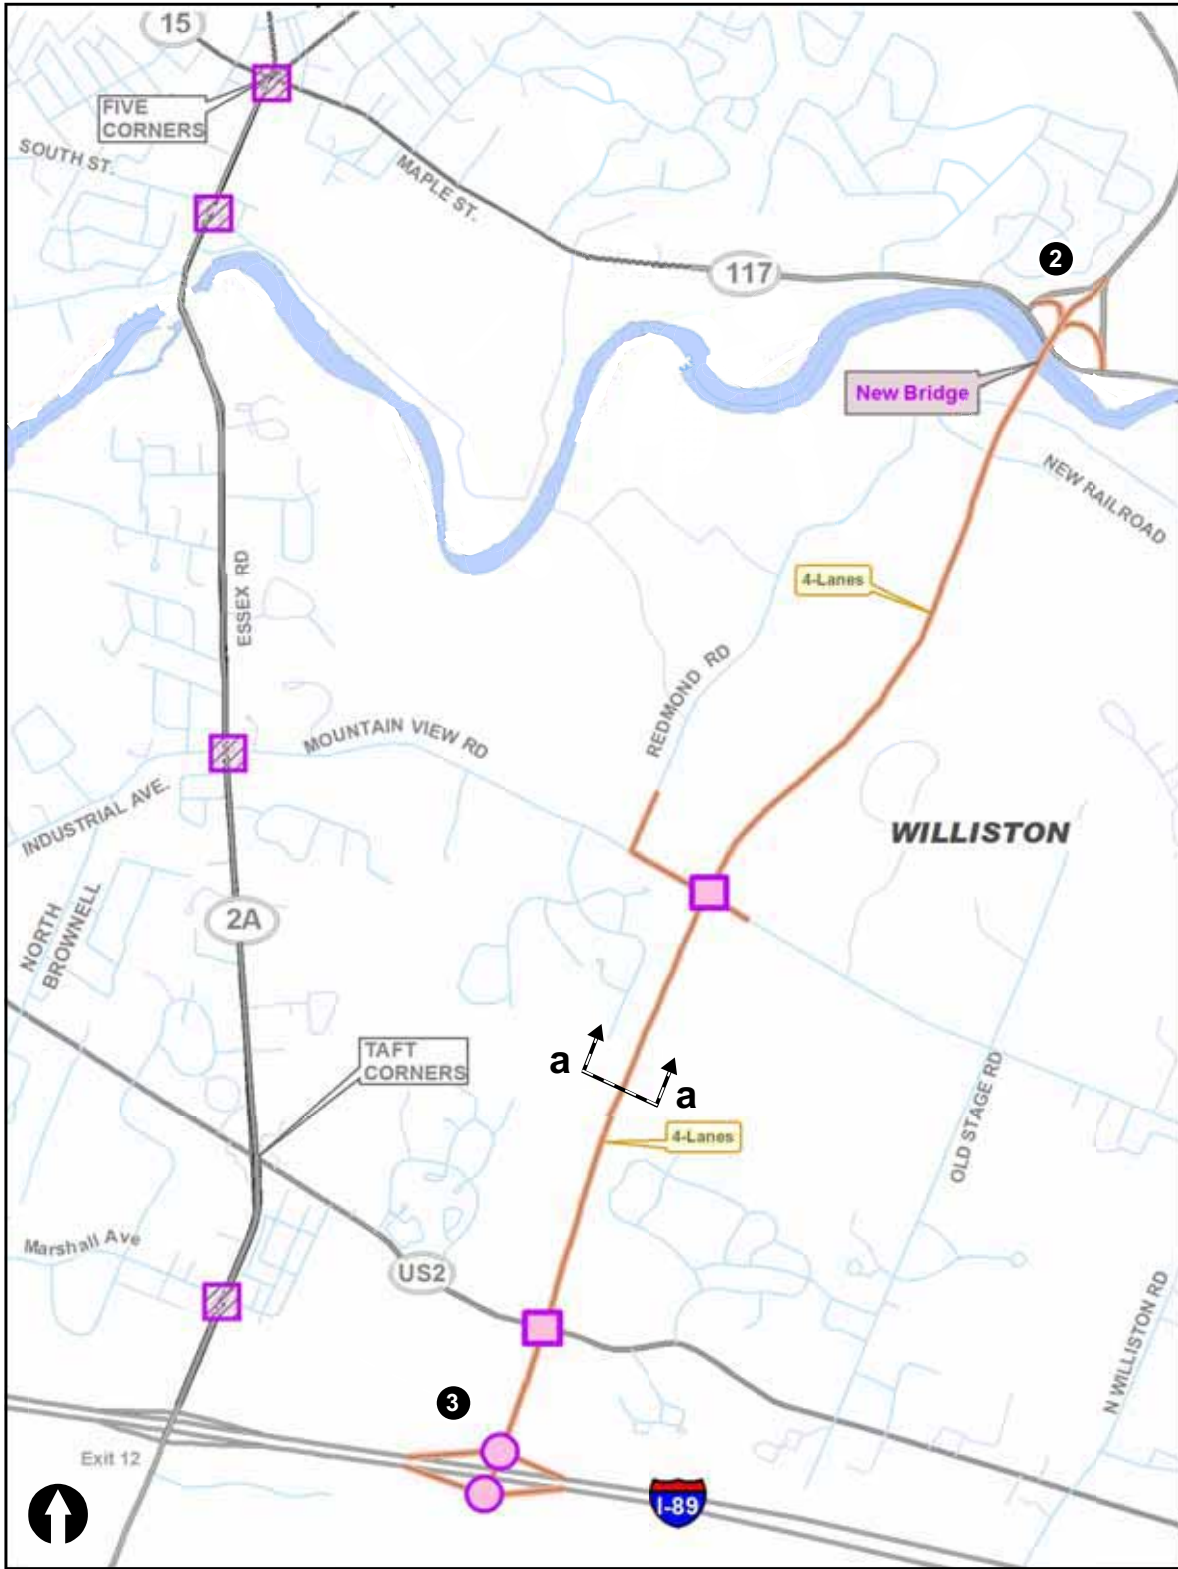 15
FIVE
CORNERS
SOUTH ST.
MAPLE ST.
2
117
New Bridge
NEW RAILROAD
ESSEX RD
4-Lanes
REDMOND RD
MOUNTAIN VIEW RD
INDUSTRIAL AVE.
WILLISTON
NORTH
BROWNELL
2A
TAFT
CORNERS
a
a
4-Lanes
OLD STAGE RD
Marshall Ave
US2
N WILLISTON RD
3
Exit 12
I-89